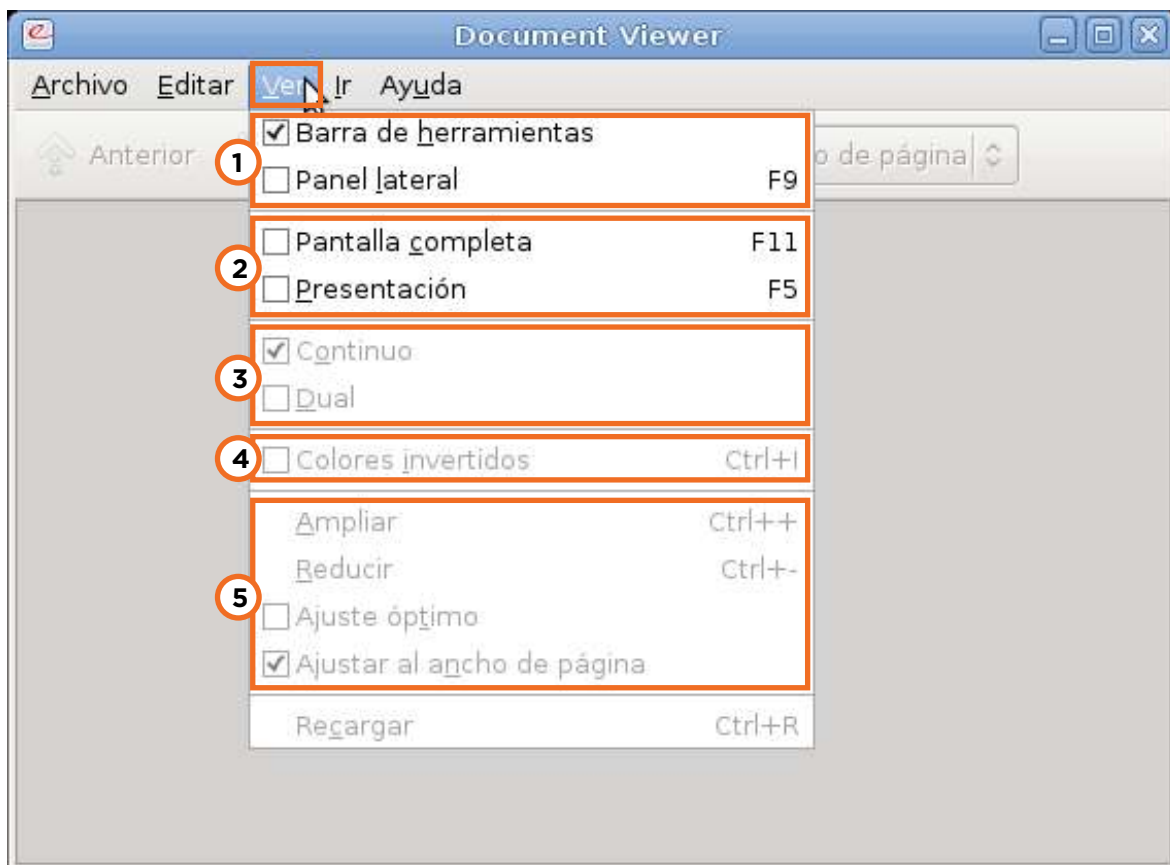 Document Viewer
Archivo Editar Ver Ir Ayuda
Anterior o de página
1
Barra de herramientas
Panel lateral F9
2
Pantalla completa F11
Presentación F5
3
Continuo
Dual
4
Colores invertidos Ctrl+I
5
Ampliar Ctrl++
Reducir Ctrl+-
Ajuste óptimo
Ajustar al ancho de página
Recargar Ctrl+R